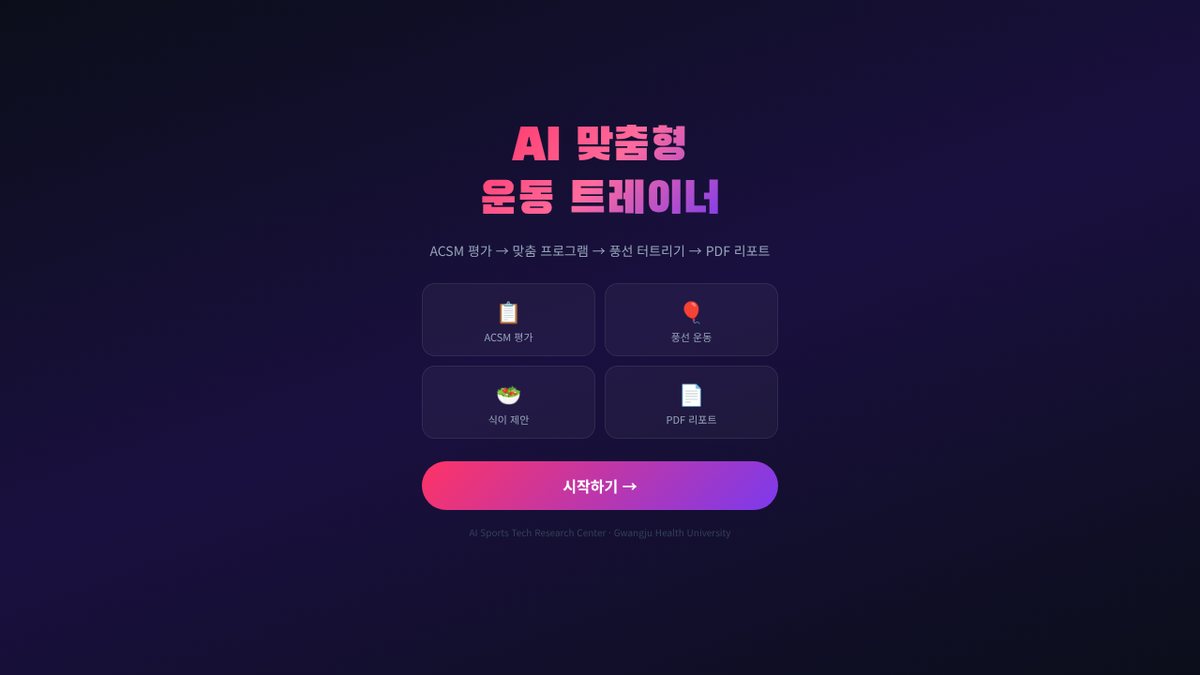 AI 맞춤형
운동 트레이너
ACSM 평가 → 맞춤 프로그램 → 풍선 터트리기 → PDF 리포트
ACSM 평가
풍선 운동
식이 제안
PDF 리포트
시작하기 →
AI Sports Tech Research Center · Gwangju Health University